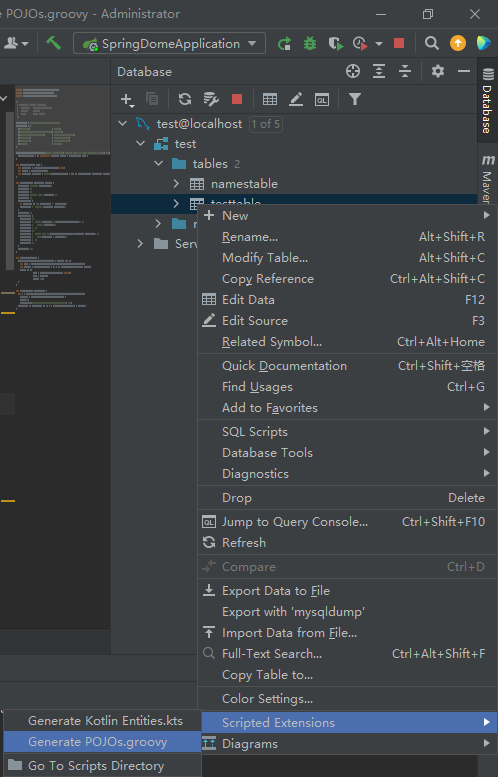 e POJOs.groovy - Administrator
SpringDomeApplication
Database
test@localhost 1 of 5
test
tables 2
namestable
testtable
Serv
Database
Maven
New
Rename... Alt+Shift+R
Modify Table... Alt+Shift+C
Copy Reference Ctrl+Alt+Shift+C
Edit Data F12
Edit Source F3
Related Symbol... Ctrl+Alt+Home
Quick Documentation Ctrl+Shift+空格
Find Usages Ctrl+G
Add to Favorites
SQL Scripts
Database Tools
Diagnostics
Drop Delete
Jump to Query Console... Ctrl+Shift+F10
Refresh
Compare Ctrl+D
Export Data to File
Export with 'mysqldump'
Import Data from File...
Full-Text Search... Ctrl+Alt+Shift+F
Copy Table to...
Color Settings...
Scripted Extensions
Diagrams
Generate Kotlin Entities.kts
Generate POJOs.groovy
Go To Scripts Directory